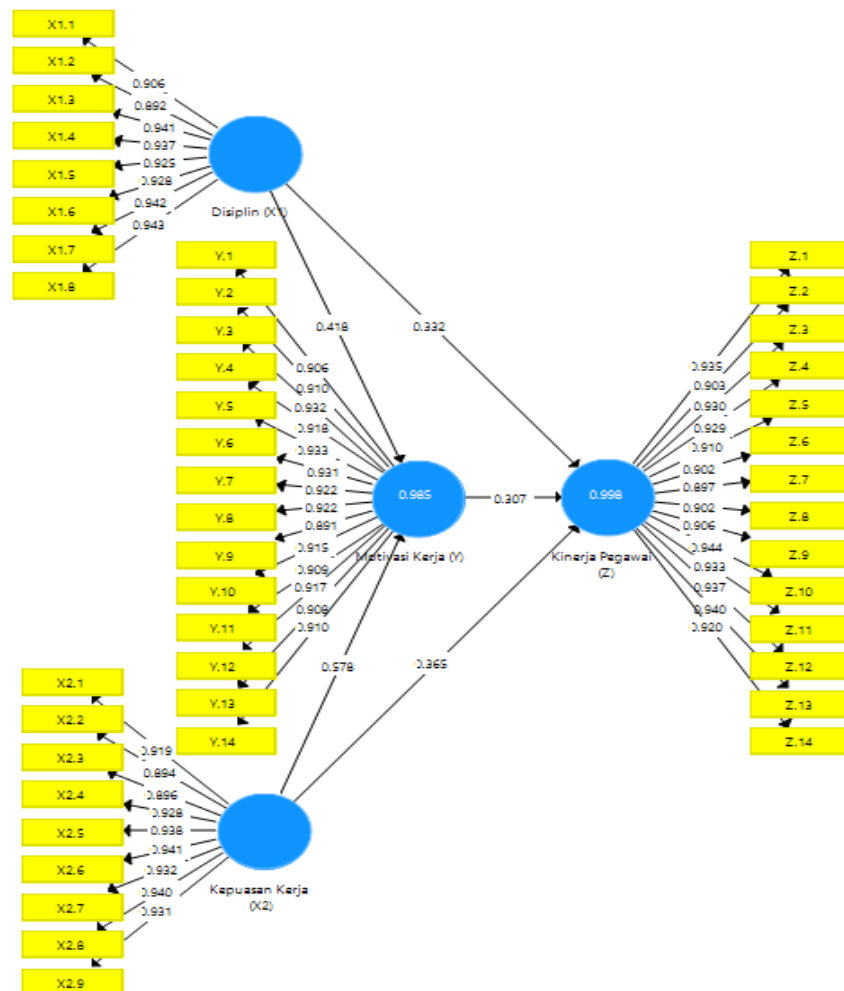 X1.1
X1.2
X1.3
X1.4
X1.5
X1.6
X1.7
X1.8
0.906
0.892
0.941
0.937
0.925
0.928
0.942
0.943
Disiplin (X1)
0.418
0.332
Y.1
Y.2
Y.3
Y.4
Y.5
Y.6
Y.7
Y.8
Y.9
Y.10
Y.11
Y.12
Y.13
Y.14
0.906
0.910
0.932
0.918
0.933
0.931
0.922
0.922
0.891
0.915
0.909
0.917
0.908
0.910
0.985
Motivasi Kerja (Y)
0.307
0.998
Kinerja Pegawai
(Z)
0.935
0.903
0.930
0.929
0.910
0.902
0.897
0.902
0.906
0.944
0.933
0.937
0.940
0.920
Z.1
Z.2
Z.3
Z.4
Z.5
Z.6
Z.7
Z.8
Z.9
Z.10
Z.11
Z.12
Z.13
Z.14
0.578
0.365
X2.1
X2.2
X2.3
X2.4
X2.5
X2.6
X2.7
X2.8
X2.9
0.919
0.894
0.896
0.928
0.938
0.941
0.932
0.940
0.931
Kepuasan Kerja
(X2)